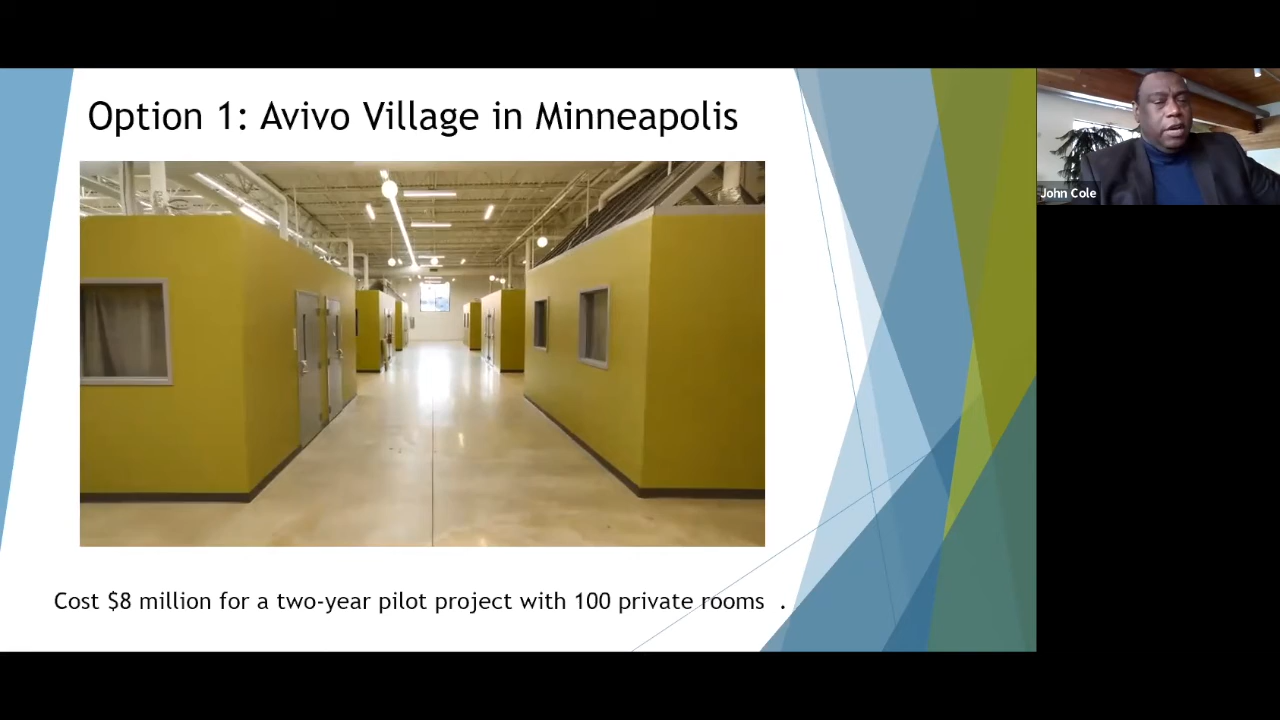 Option 1: Avivo Village in Minneapolis
John Cole
Cost $8 million for a two-year pilot project with 100 private rooms .